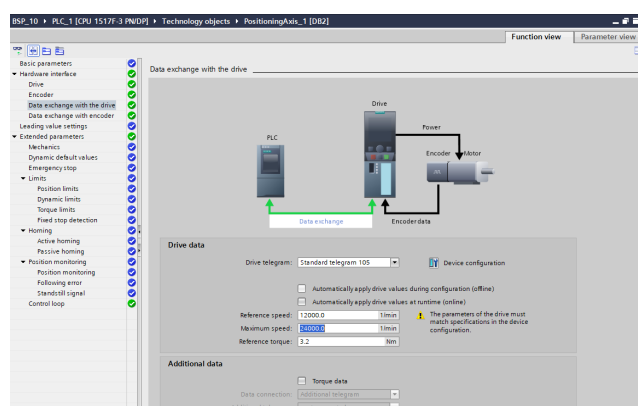 BSP_10 ▸ PLC_1 [CPU 1517F-3 PN/DP] ▸ Technology objects ▸ PositioningAxis_1 [DB2]
Function view
Parameter view
Basic parameters
Hardware interface
Drive
Encoder
Data exchange with the drive
Data exchange with encoder
Leading value settings
Extended parameters
Mechanics
Dynamic default values
Emergency stop
Limits
Position limits
Dynamic limits
Torque limits
Fixed stop detection
Homing
Active homing
Passive homing
Position monitoring
Position monitoring
Following error
Standstill signal
Control loop
Data exchange with the drive
Drive
PLC
Power
Encoder
Motor
Data exchange
Encoder data
Drive data
Drive telegram: Standard telegram 105
Device configuration
Automatically apply drive values during configuration (offline)
Automatically apply drive values at runtime (online)
Reference speed: 12000.0 1/min
Maximum speed: 24000.0 1/min
Reference torque: 3.2 Nm
The parameters of the drive must
match specifications in the device
configuration.
Additional data
Torque data
Data connection: Additional telegram